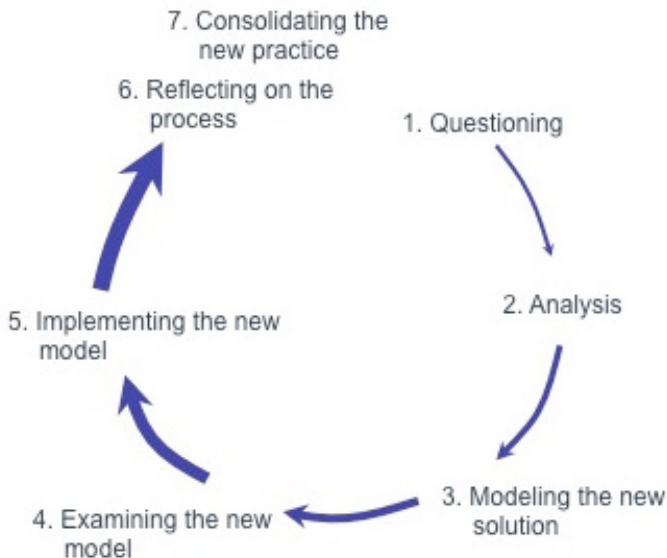 7. Consolidating the
new practice
6. Reflecting on the
process
1. Questioning
2. Analysis
5. Implementing the new
model
3. Modeling the new
solution
4. Examining the new
model